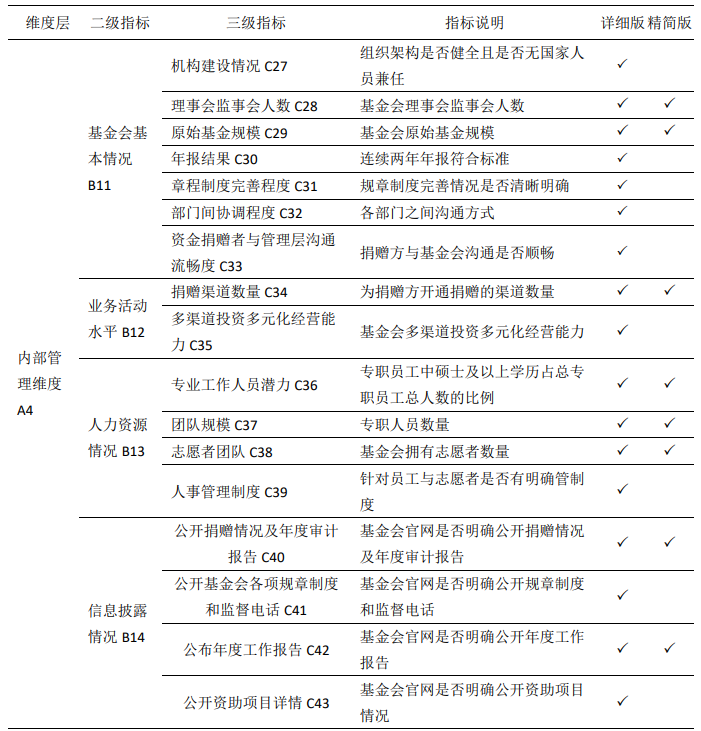 维度层 二级指标 三级指标 指标说明 详细版 精简版
内部管
理维度
A4
基金会基
本情况
B11
机构建设情况 C27
组织架构是否健全且是否无国家人
员兼任
✓
理事会监事会人数 C28 基金会理事会监事会人数 ✓ ✓
原始基金规模 C29 基金会原始基金规模 ✓ ✓
年报结果 C30 连续两年年报符合标准 ✓
章程制度完善程度 C31 规章制度完善情况是否清晰明确 ✓
部门间协调程度 C32 各部门之间沟通方式 ✓
资金捐赠者与管理层沟通
流畅度 C33
捐赠方与基金会沟通是否顺畅 ✓
业务活动
水平 B12
捐赠渠道数量 C34 为捐赠方开通捐赠的渠道数量 ✓ ✓
多渠道投资多元化经营能
力 C35
基金会多渠道投资多元化经营能力 ✓
人力资源
情况 B13
专业工作人员潜力 C36
专职员工中硕士及以上学历占总专
职员工总人数的比例
✓ ✓
团队规模 C37 专职人员数量 ✓ ✓
志愿者团队 C38 基金会拥有志愿者数量 ✓ ✓
人事管理制度 C39
针对员工与志愿者是否有明确管制
度
✓
信息披露
情况 B14
公开捐赠情况及年度审计
报告 C40
基金会官网是否明确公开捐赠情况
及年度审计报告
✓ ✓
公开基金会各项规章制度
和监督电话 C41
基金会官网是否明确公开规章制度
和监督电话
✓
公布年度工作报告 C42
基金会官网是否明确公开年度工作
报告
✓ ✓
公开资助项目详情 C43
基金会官网是否明确公开资助项目
情况
✓